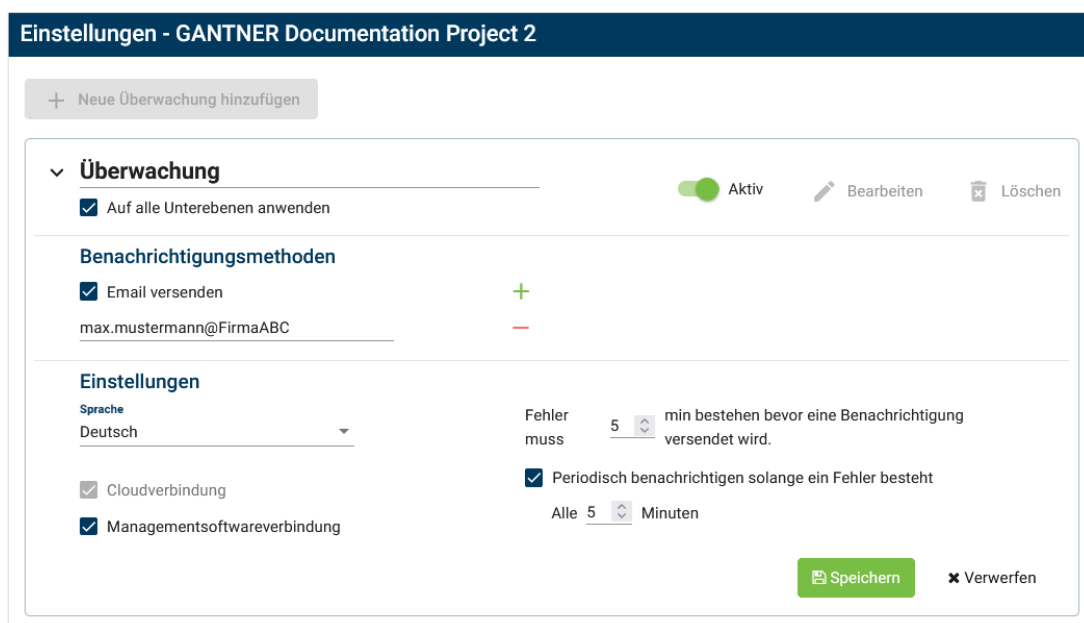 Einstellungen - GANTNER Documentation Project 2
Neue Überwachung hinzufügen
Überwachung
Aktiv
Bearbeiten
Löschen
Auf alle Unterebenen anwenden
Benachrichtigungsmethoden
Email versenden
max.mustermann@FirmaABC
Einstellungen
Sprache
Deutsch
Cloudverbindung
Managementsoftwareverbindung
Fehler muss 5 min bestehen bevor eine Benachrichtigung versendet wird.
Periodisch benachrichtigen solange ein Fehler besteht
Alle 5 Minuten
Speichern
Verwerfen